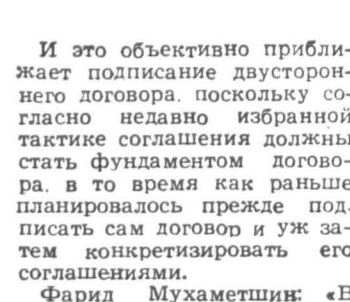 И это объективно прибли-
жает подписание двусторон-
него договора, поскольку со-
гласно недавно избранной
тактике соглашения должны
стать фундаментом догово-
ра, в то время как раньше
планировалось прежде под-
писать сам договор и уж за-
тем конкретизировать его
соглашениями.
Фарид Мухаметшин: «В